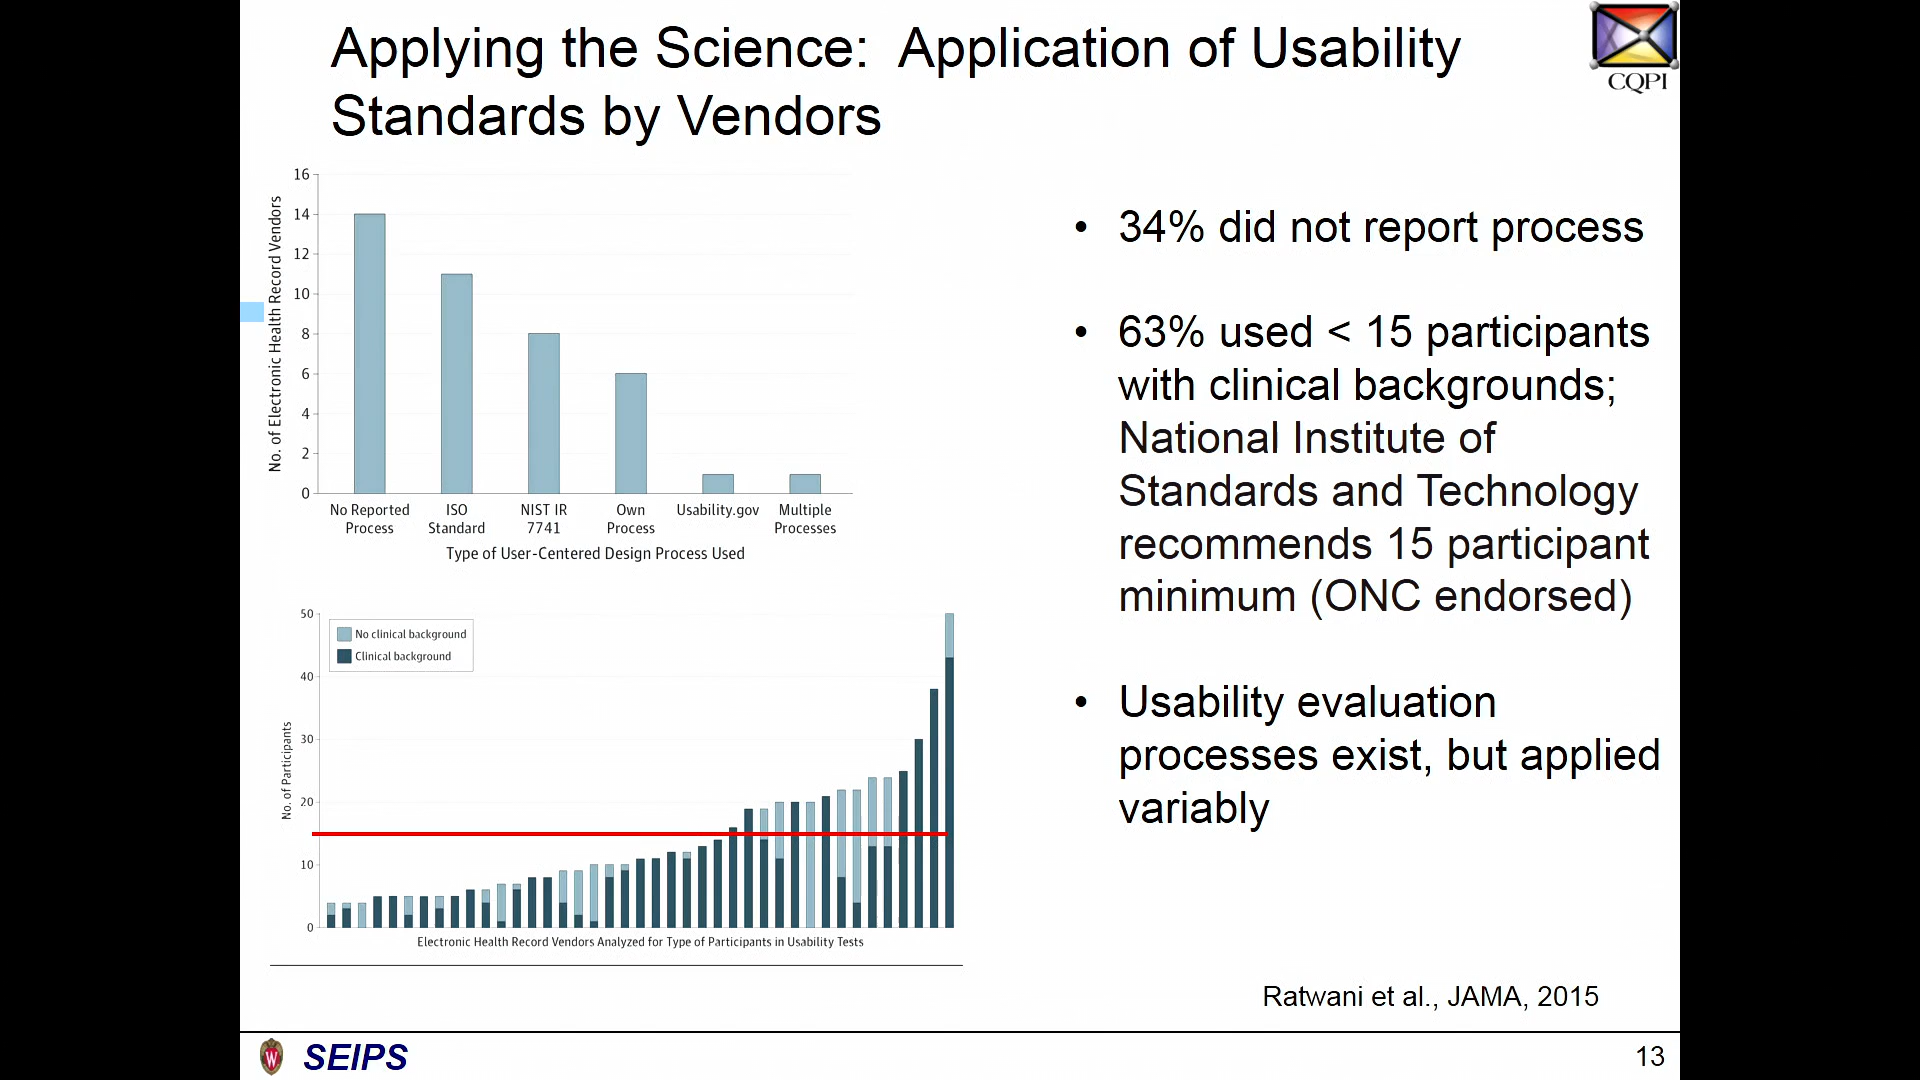 Applying the Science:  Application of Usability
Standards by Vendors
CQPI
16
14
12
10
8
6
4
2
0
No. of Electronic Health Record Vendors
No Reported Process
ISO Standard
NIST IR 7741
Own Process
Usability.gov
Multiple Processes
Type of User-Centered Design Process Used
50
40
30
20
10
0
No. of Participants
No clinical background
Clinical background
Electronic Health Record Vendors Analyzed for Type of Participants in Usability Tests
• 34% did not report process
• 63% used < 15 participants
with clinical backgrounds;
National Institute of
Standards and Technology
recommends 15 participant
minimum (ONC endorsed)
• Usability evaluation
processes exist, but applied
variably
Ratwani et al., JAMA, 2015
W
SEIPS
13